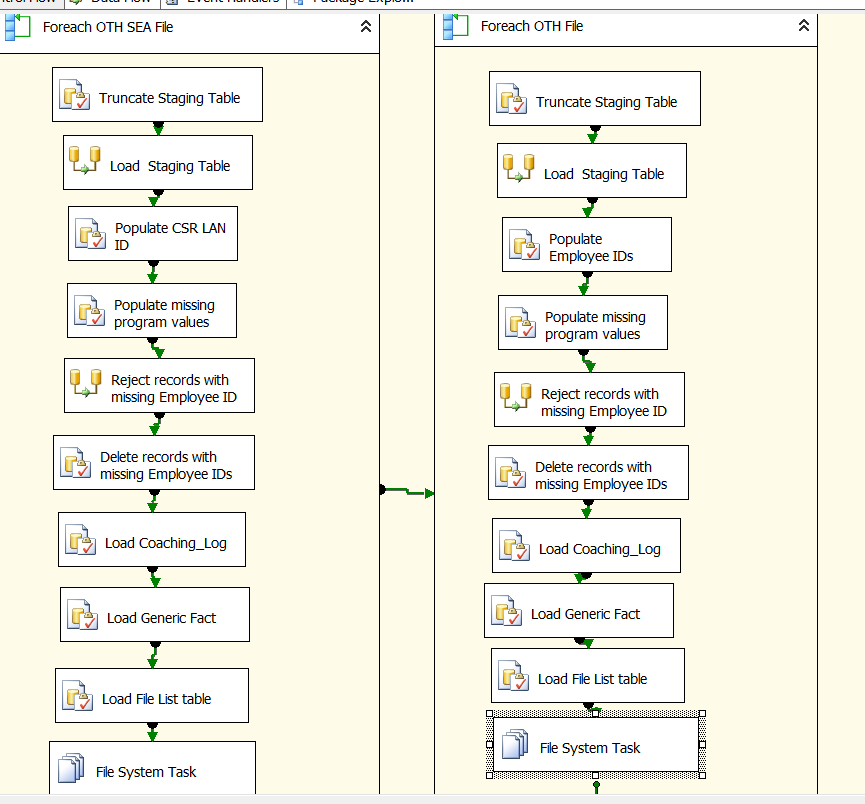 Data Flow
Event Handlers
Foreach OTH SEA File
Truncate Staging Table
Load  Staging Table
Populate CSR LAN
ID
Populate missing
program values
Reject records with
missing Employee ID
Delete records with
missing Employee IDs
Load Coaching_Log
Load Generic Fact
Load File List table
File System Task
Foreach OTH File
Truncate Staging Table
Load  Staging Table
Populate
Employee IDs
Populate missing
program values
Reject records with
missing Employee ID
Delete records with
missing Employee IDs
Load Coaching_Log
Load Generic Fact
Load File List table
File System Task